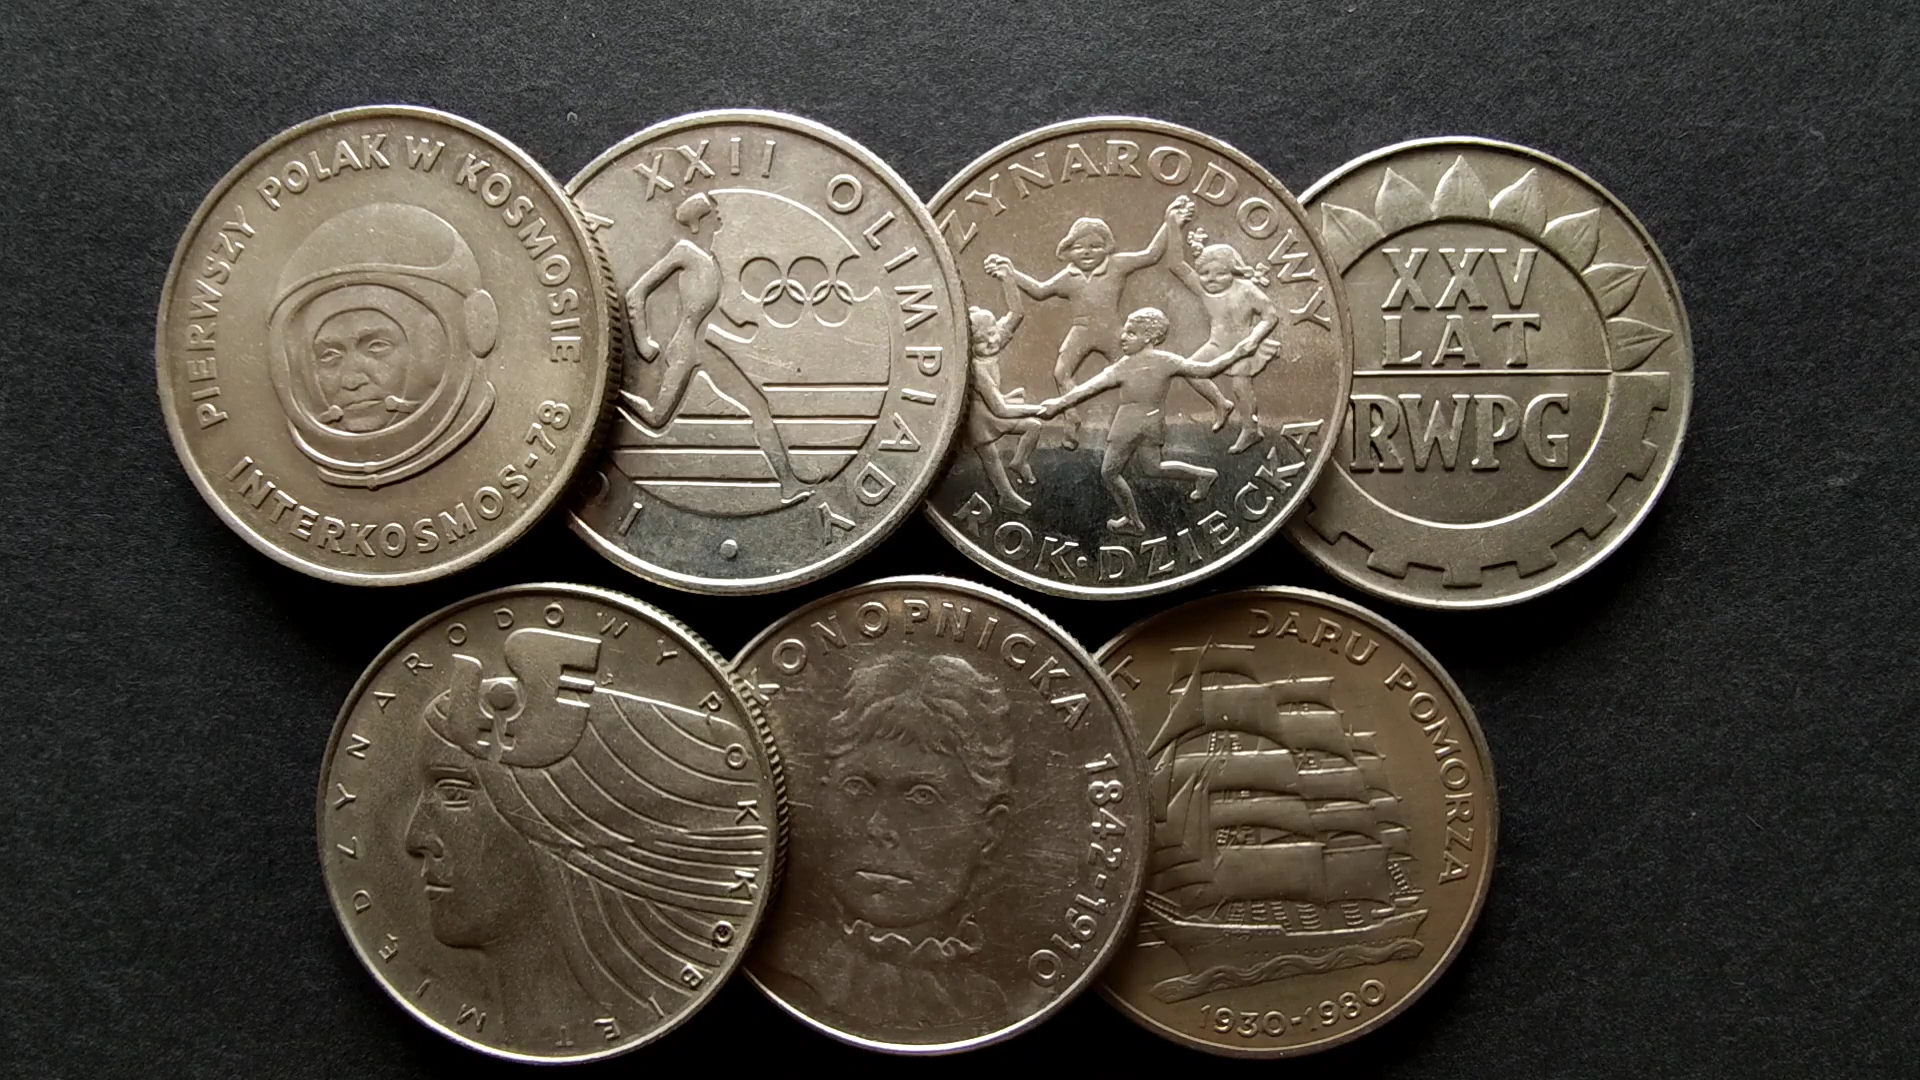 PIERWSZY POLAK W KOSMOSIE
INTERKOSMOS-78
XXII OLIMPIADY
ZYNARODOWY
ROK·DZIECKA
XXV
LAT
RWPG
MIĘDZYNARODOWY ROK KOBIET
KONOPNICKA 1842-1910
DARU POMORZA
1930-1980